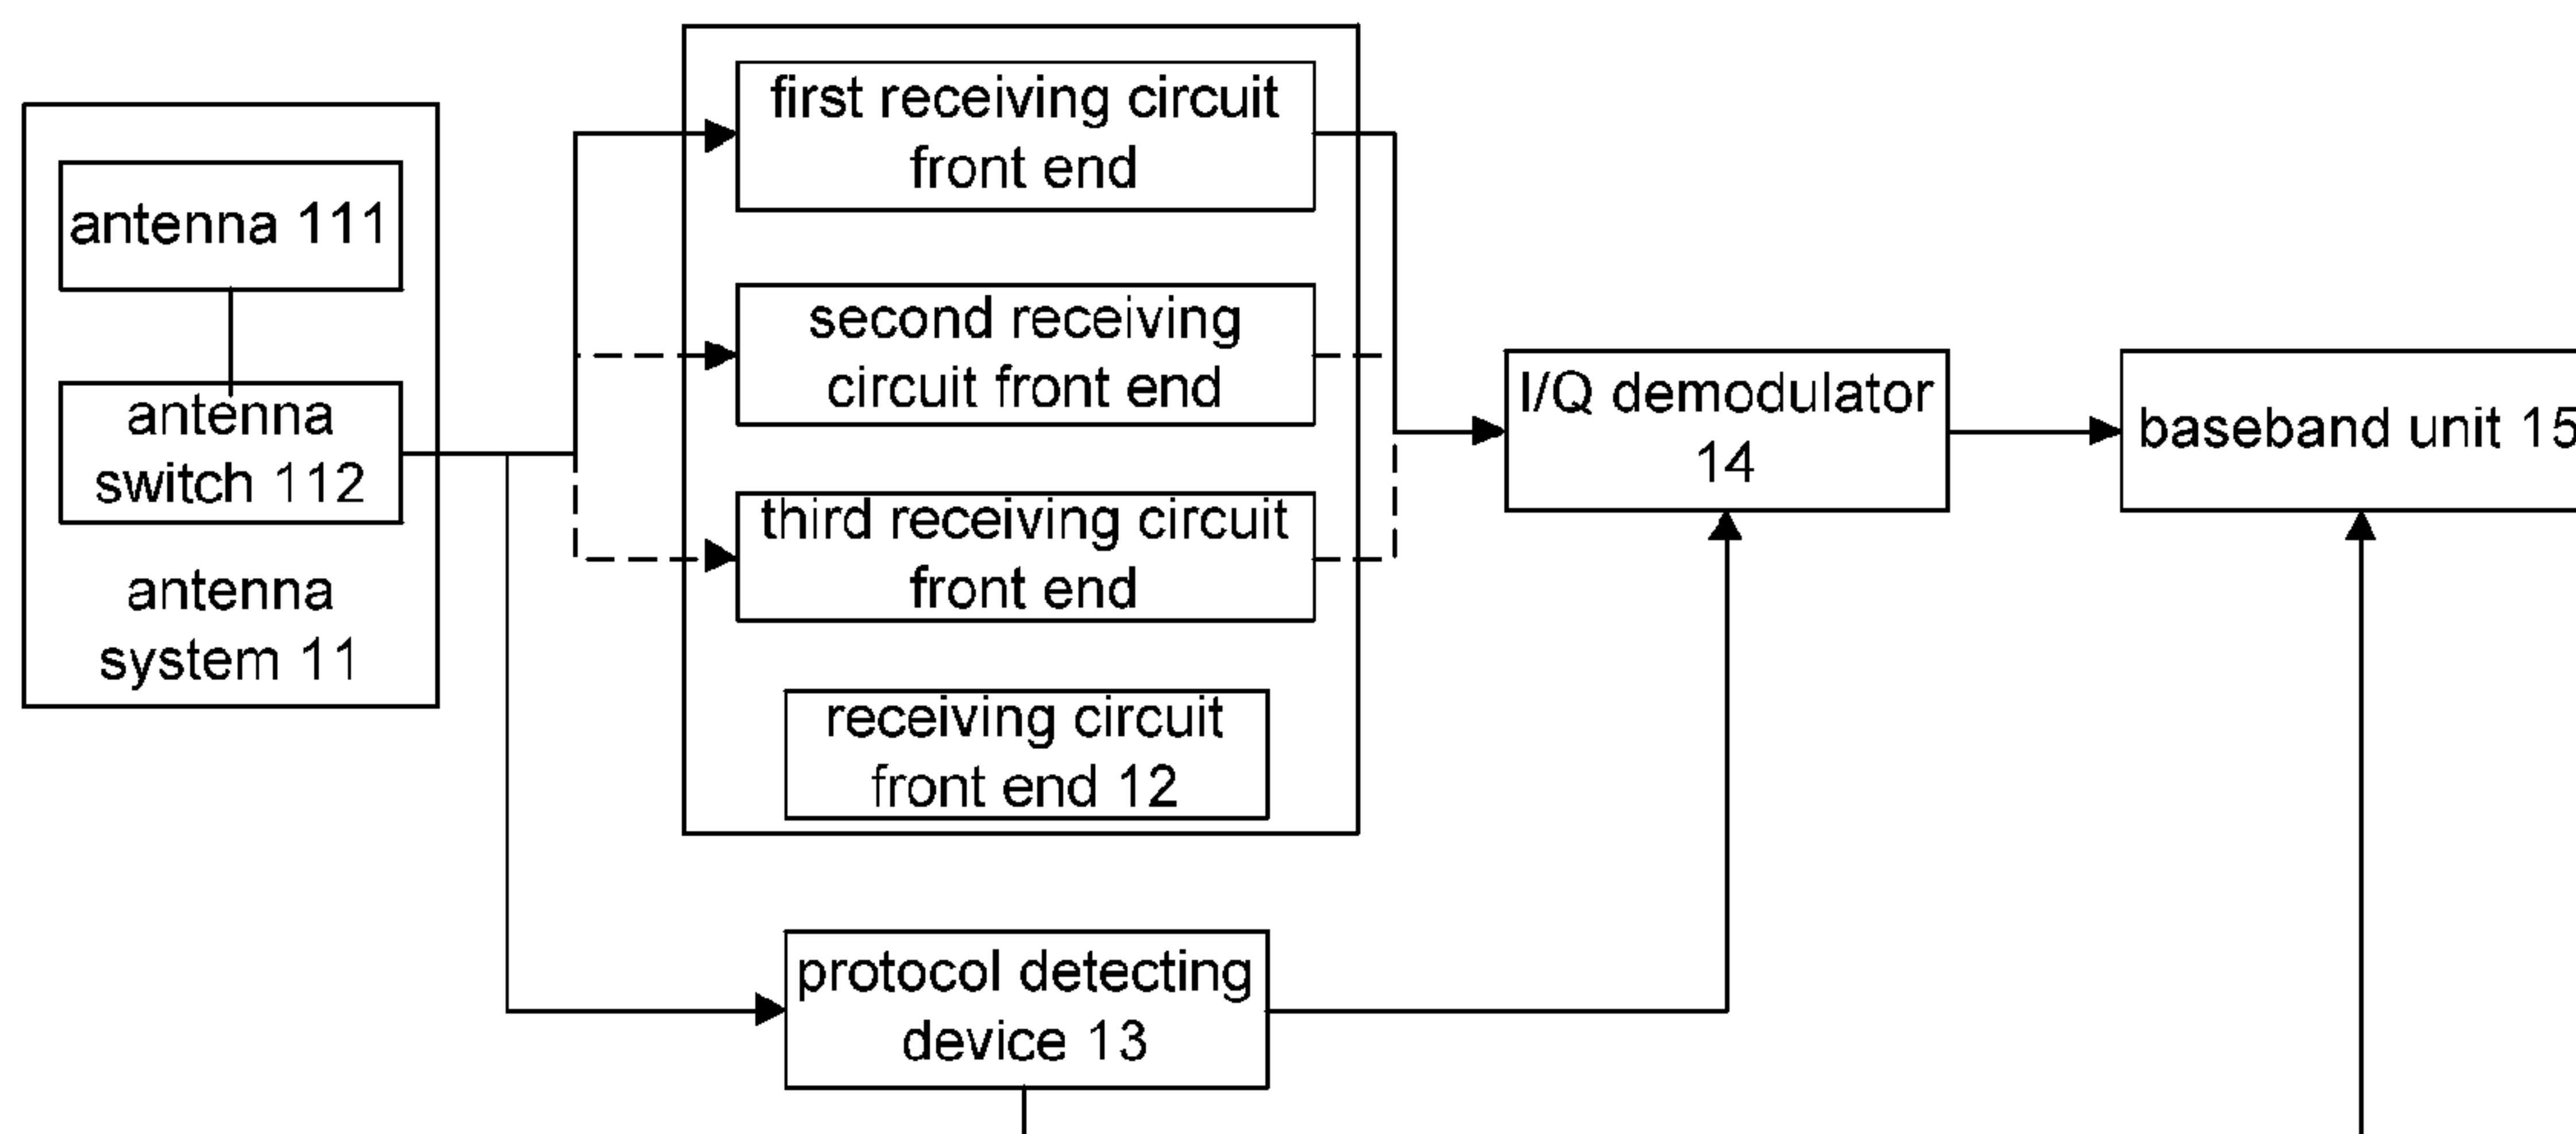 antenna 111
antenna
switch 112
antenna
system 11
first receiving circuit
front end
second receiving
circuit front end
third receiving circuit
front end
receiving circuit
front end 12
protocol detecting
device 13
I/Q demodulator
14
baseband unit 15